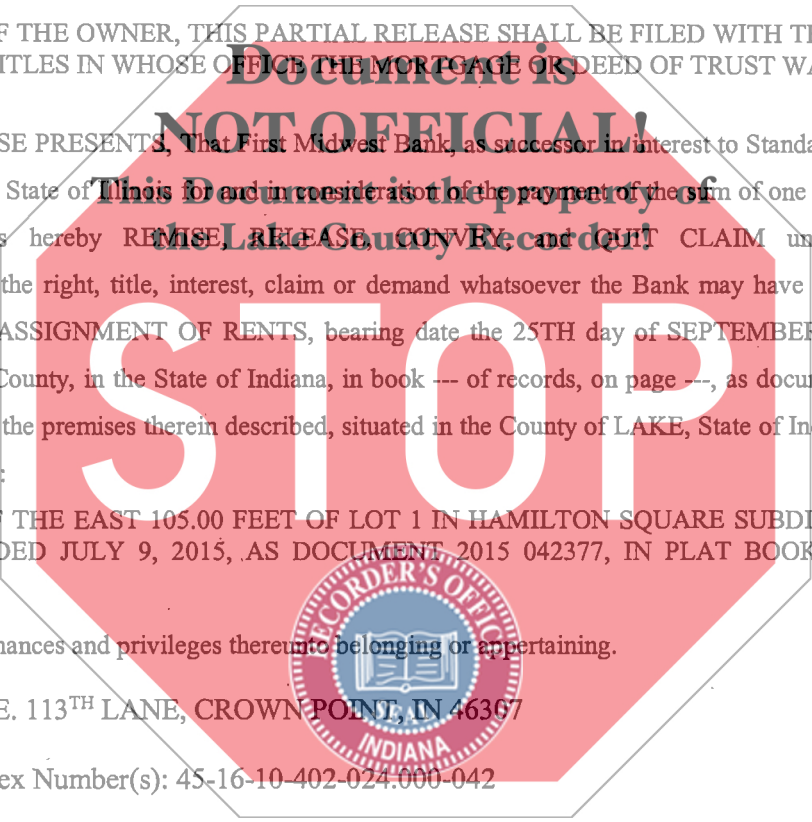 F THE OWNER, THIS PARTIAL RELEASE SHALL BE FILED WITH
ITLES IN WHOSE OFFICE THE MORTGAGE OR DEED OF TRUST WA
Document is
NOT OFFICIAL!
This Document is the property of
the Lake County Recorder!
SE PRESENTS, That First Midwest Bank, as successor in interest to Standa
State of Illinois for and in consideration of the payment of the sum of one
s hereby REMISE, RELEASE, CONVEY, and QUIT CLAIM un
the right, title, interest, claim or demand whatsoever the Bank may have
ASSIGNMENT OF RENTS, bearing date the 25TH day of SEPTEMBER
County, in the State of Indiana, in book --- of records, on page ---, as docu
the premises therein described, situated in the County of LAKE, State of In
:
STOP
F THE EAST 105.00 FEET OF LOT 1 IN HAMILTON SQUARE SUBDI
DED JULY 9, 2015, AS DOCUMENT 2015 042377, IN PLAT BOOK
nances and privileges thereunto belonging or appertaining.
E. 113TH LANE, CROWN POINT, IN 46307
ex Number(s): 45-16-10-402-024.000-042
RECORDER'S OFFICE
SEAL
INDIANA